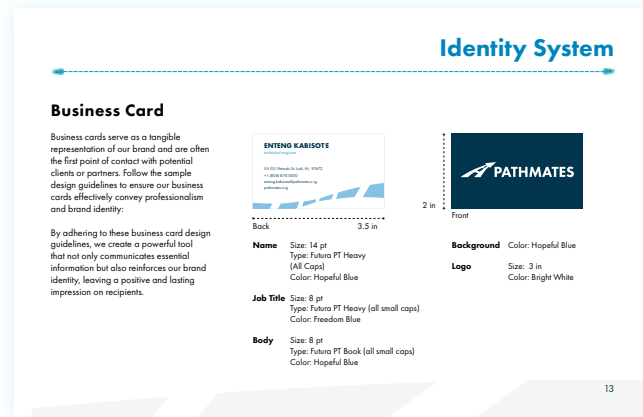 Identity System
Business Card
Business cards serve as a tangible
representation of our brand and are often
the first point of contact with potential
clients or partners. Follow the sample
design guidelines to ensure our business
cards effectively convey professionalism
and brand identity:
By adhering to these business card design
guidelines, we create a powerful tool
that not only communicates essential
information but also reinforces our brand
identity, leaving a positive and lasting
impression on recipients.
ENTENG KABISOTE
+1 (808) 870 0000
Back
3.5 in
Name
Size: 14 pt
Type: Futura PT Heavy
(All Caps)
Color: Hopeful Blue
Job Title
Size: 8 pt
Type: Futura PT Heavy (all small caps)
Color: Freedom Blue
Body
Size: 8 pt
Type: Futura PT Book (all small caps)
Color: Hopeful Blue
2 in
PATHMATES
Front
Background
Color: Hopeful Blue
Logo
Size: 3 in
Color: Bright White
13